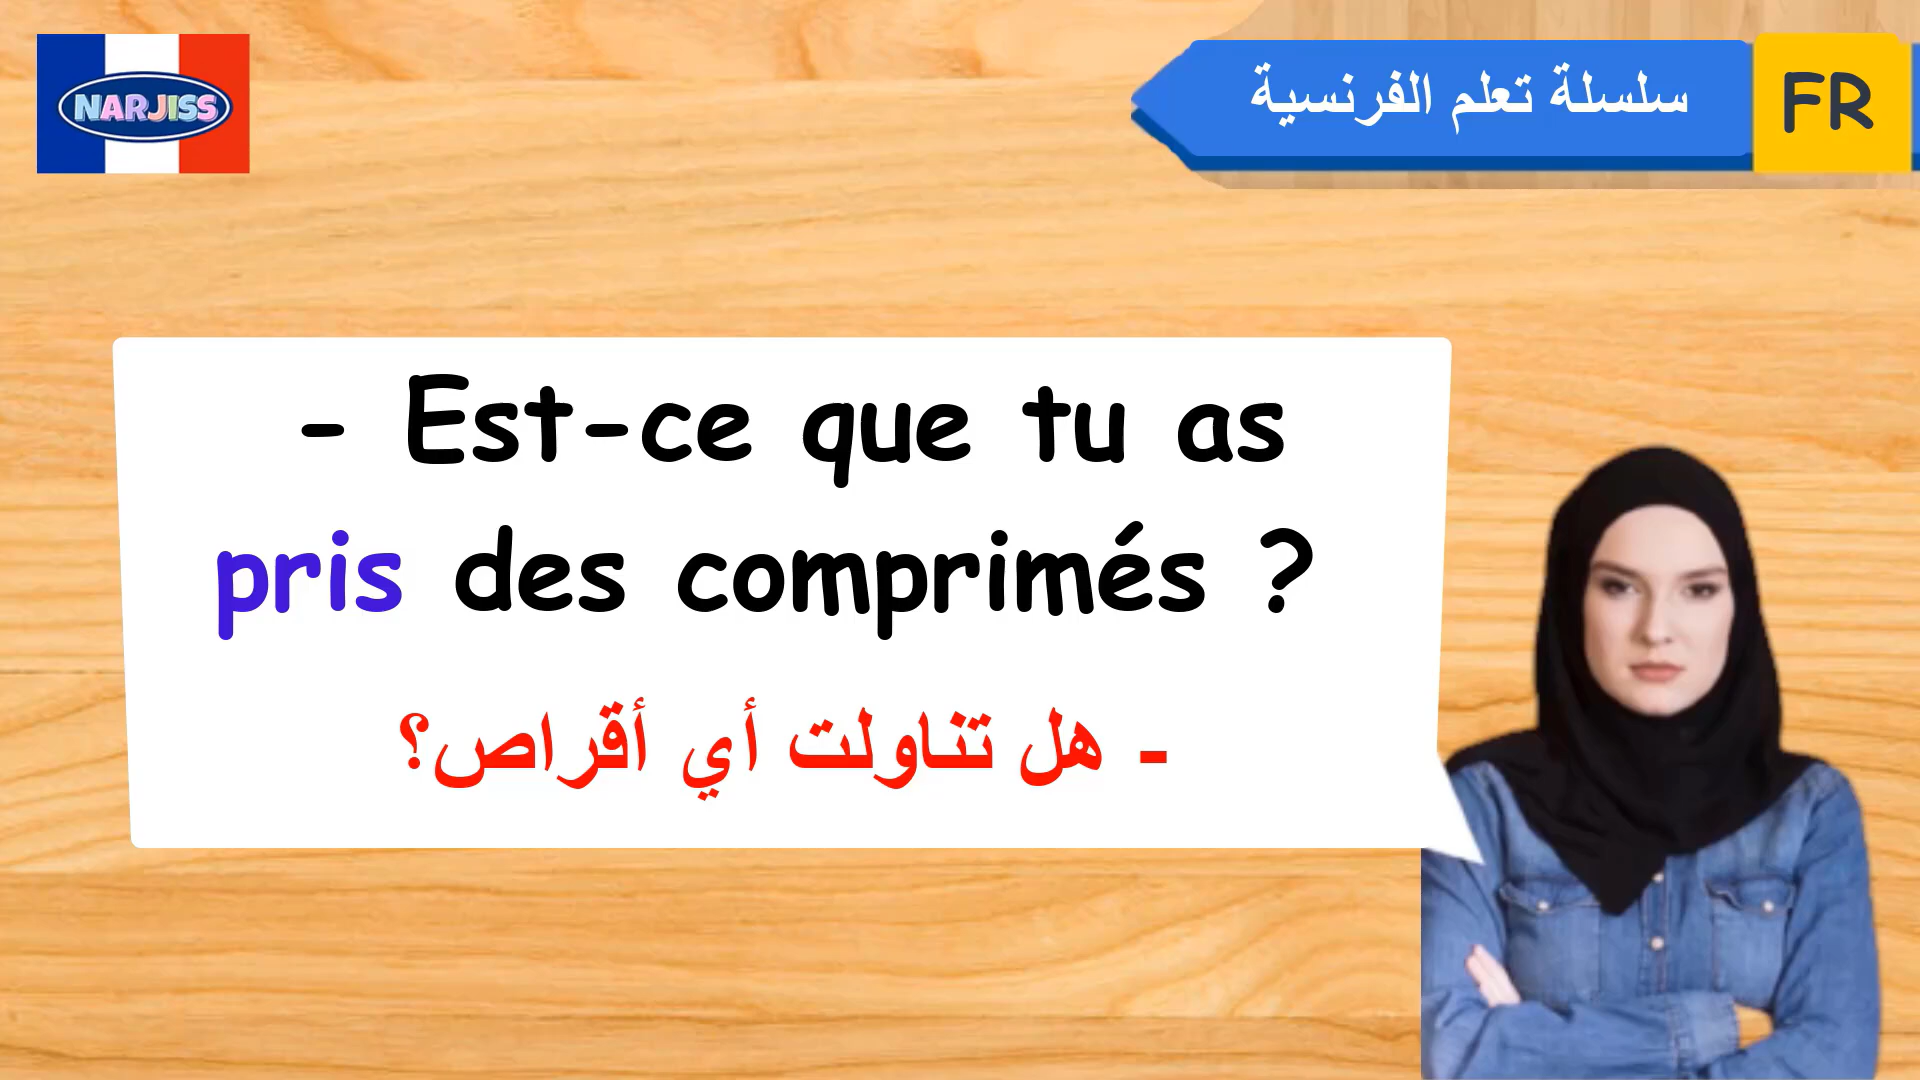 NARJISS
سلسلة تعلم الفرنسية
FR
- Est-ce que tu as
pris des comprimés ?
- هل تناولت أي أقراص؟